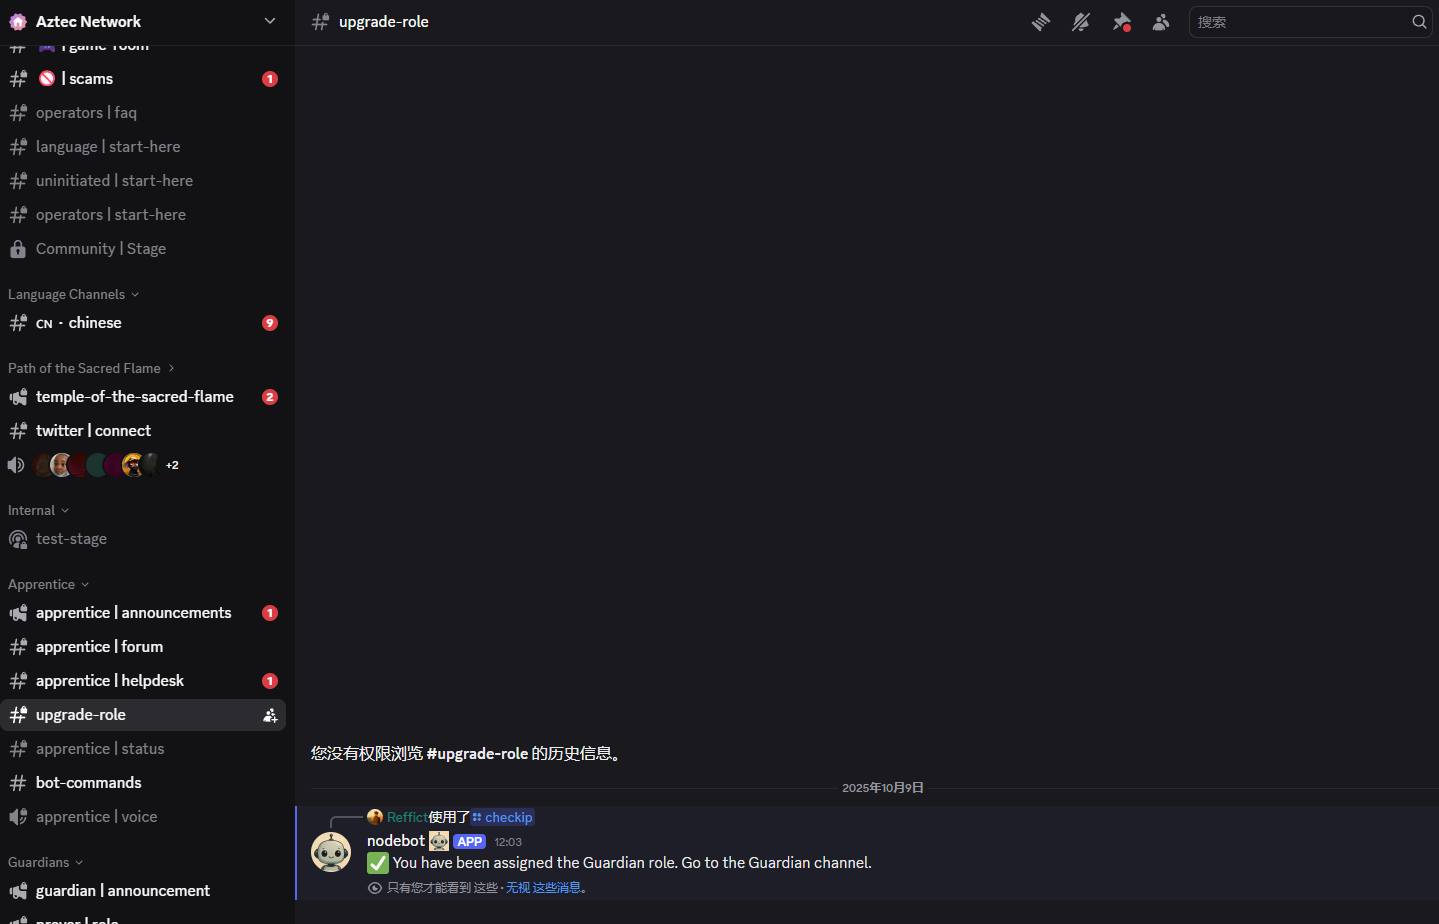 Aztec Network
| game-room
| scams
1
operators | faq
language | start-here
uninitiated | start-here
operators | start-here
Community | Stage
Language Channels
CN · chinese
9
Path of the Sacred Flame
temple-of-the-sacred-flame
2
twitter | connect
+2
Internal
test-stage
Apprentice
apprentice | announcements
1
apprentice | forum
apprentice | helpdesk
1
upgrade-role
apprentice | status
bot-commands
apprentice | voice
Guardians
guardian | announcement
prover | role
upgrade-role
搜索
您没有权限浏览 #upgrade-role 的历史信息。
2025年10月9日
Reffict使用了 checkip
nodebot APP 12:03
You have been assigned the Guardian role. Go to the Guardian channel.
只有您才能看到 这些 · 无视 这些消息。